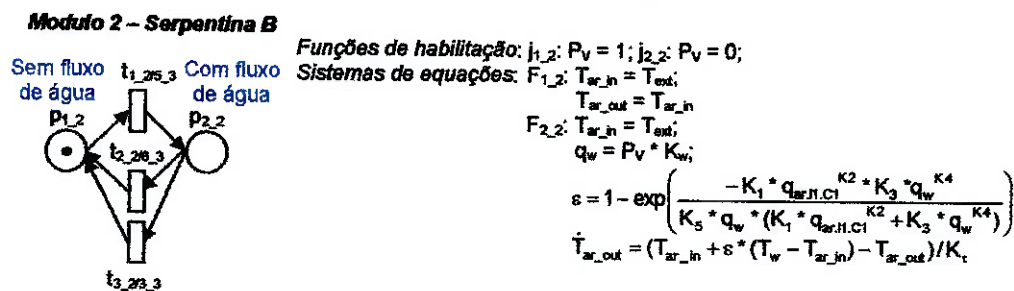 Modulo 2 – Serpentina B
Funções de habilitação: j1_2: PV = 1; j2_2: PV = 0;
Sem fluxo de água
t1_2/5_3
Com fluxo de água
Sistemas de equações: F1_2: Tar_in = Text;
Tar_out = Tar_in
p1_2
p2_2
F2_2: Tar_in = Text;
t2_2/6_3
qw = PV * Kw;
ε = 1 – exp( –K1 * qar.I1.C1^K2 * K3 * qw^K4 / K5 * qw * (K1 * qar.I1.C1^K2 + K3 * qw^K4) )
Ṫar_out = (Tar_in + ε* (Tw – Tar_in) – Tar_out)/Kτ
t3_2/3_3